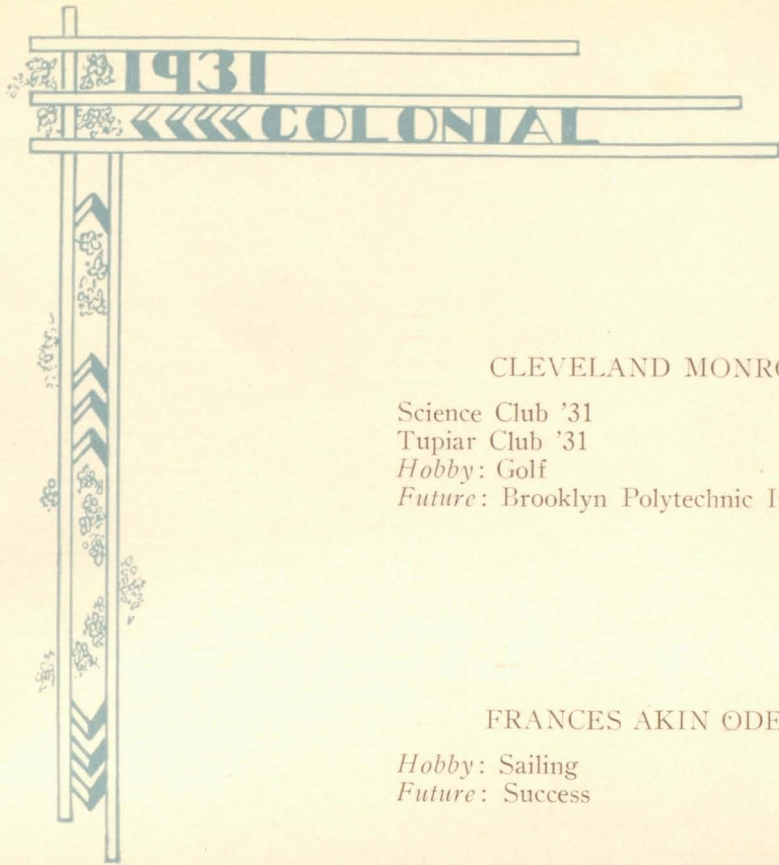 1931
COLONIAL
CLEVELAND MONRO
Science Club '31
Tupiar Club '31
Hobby: Golf
Future: Brooklyn Polytechnic
FRANCES AKIN ODE
Hobby: Sailing
Future: Success